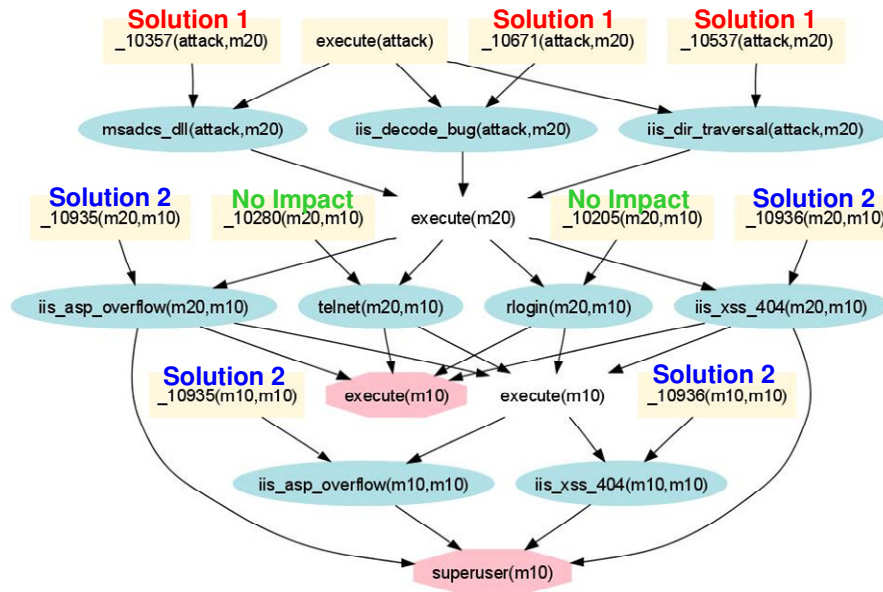 Solution 1
Solution 1
Solution 1
_10357(attack,m20)
execute(attack)
_10671(attack,m20)
_10537(attack,m20)
msadcs_dll(attack,m20)
iis_decode_bug(attack,m20)
iis_dir_traversal(attack,m20)
Solution 2
No Impact
No Impact
Solution 2
_10935(m20,m10)
_10280(m20,m10)
execute(m20)
_10205(m20,m10)
_10936(m20,m10)
iis_asp_overflow(m20,m10)
telnet(m20,m10)
rlogin(m20,m10)
iis_xss_404(m20,m10)
Solution 2
Solution 2
_10935(m10,m10)
execute(m10)
execute(m10)
_10936(m10,m10)
iis_asp_overflow(m10,m10)
iis_xss_404(m10,m10)
superuser(m10)